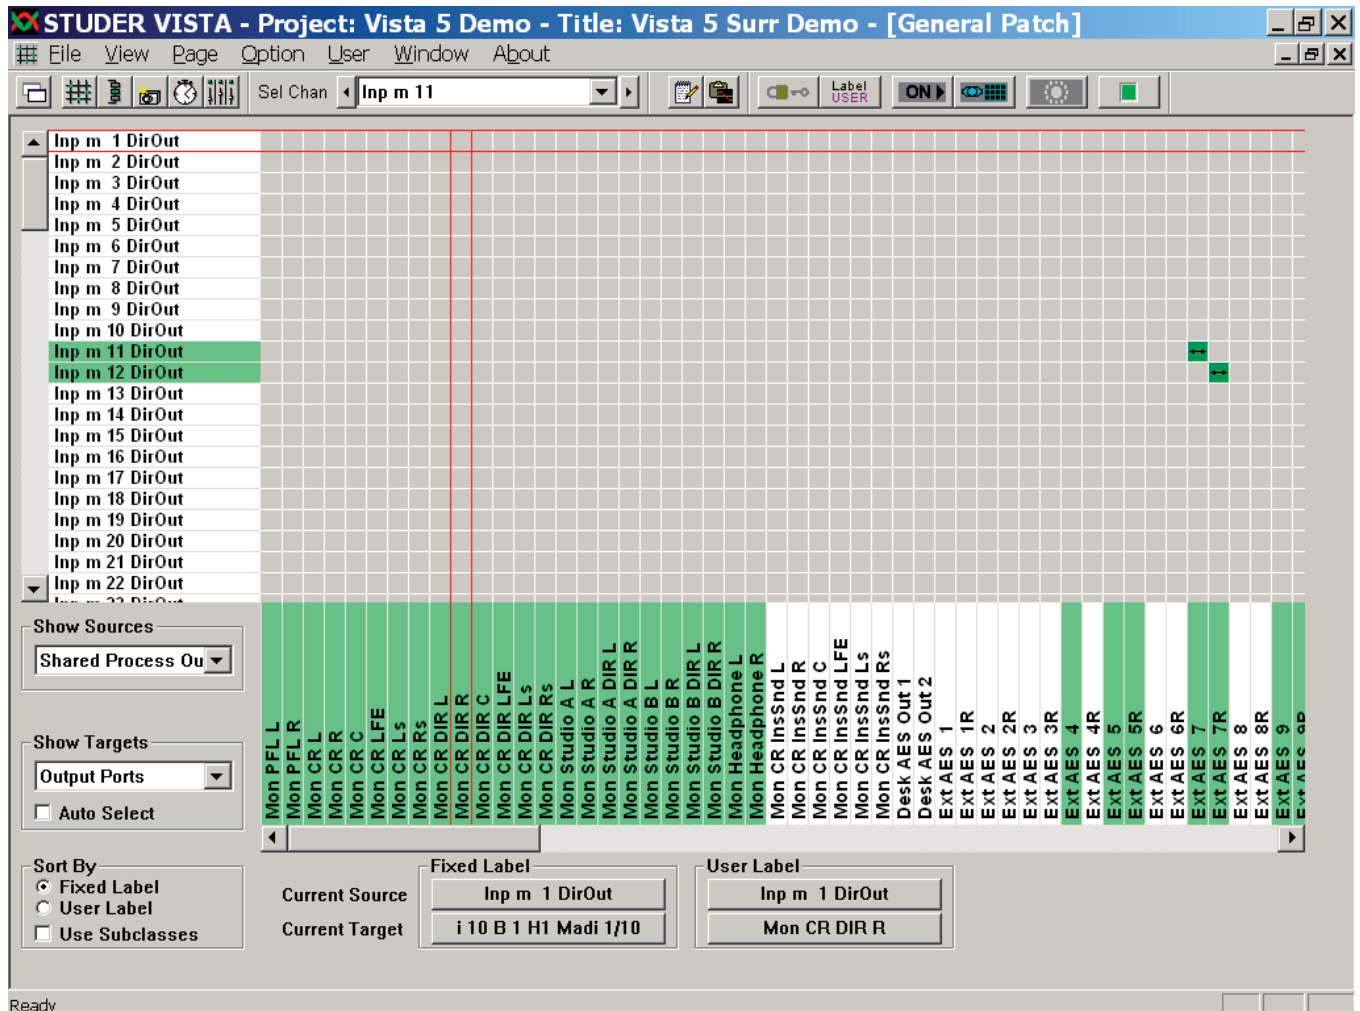 STUDER VISTA - Project: Vista 5 Demo - Title: Vista 5 Surr Demo - [General Patch]
File View Page Option User Window About
Sel Chan Inp m 11 Label USER ON
Inp m 1 DirOut
Inp m 2 DirOut
Inp m 3 DirOut
Inp m 4 DirOut
Inp m 5 DirOut
Inp m 6 DirOut
Inp m 7 DirOut
Inp m 8 DirOut
Inp m 9 DirOut
Inp m 10 DirOut
Inp m 11 DirOut
Inp m 12 DirOut
Inp m 13 DirOut
Inp m 14 DirOut
Inp m 15 DirOut
Inp m 16 DirOut
Inp m 17 DirOut
Inp m 18 DirOut
Inp m 19 DirOut
Inp m 20 DirOut
Inp m 21 DirOut
Inp m 22 DirOut
Mon PFL L
Mon PFL R
Mon CR L
Mon CR R
Mon CR C
Mon CR LFE
Mon CR Ls
Mon CR Rs
Mon CR DIR L
Mon CR DIR R
Mon CR DIR C
Mon CR DIR LFE
Mon CR DIR Ls
Mon CR DIR Rs
Mon Studio A L
Mon Studio A R
Mon Studio A DIR L
Mon Studio A DIR R
Mon Studio B L
Mon Studio B R
Mon Studio B DIR L
Mon Studio B DIR R
Mon Headphone L
Mon Headphone R
Mon CR InsSnd L
Mon CR InsSnd R
Mon CR InsSnd C
Mon CR InsSnd LFE
Mon CR InsSnd Ls
Mon CR InsSnd Rs
Desk AES Out 1
Desk AES Out 2
Ext AES 1
Ext AES 1R
Ext AES 2
Ext AES 2R
Ext AES 3
Ext AES 3R
Ext AES 4
Ext AES 4R
Ext AES 5
Ext AES 5R
Ext AES 6
Ext AES 6R
Ext AES 7
Ext AES 7R
Ext AES 8
Ext AES 8R
Ext AES 9
Show Sources
Shared Process Ou
Show Targets
Output Ports
Auto Select
Sort By
Fixed Label
User Label
Use Subclasses
Fixed Label User Label
Current Source Inp m 1 DirOut Inp m 1 DirOut
Current Target i 10 B 1 H1 Madi 1/10 Mon CR DIR R
Ready